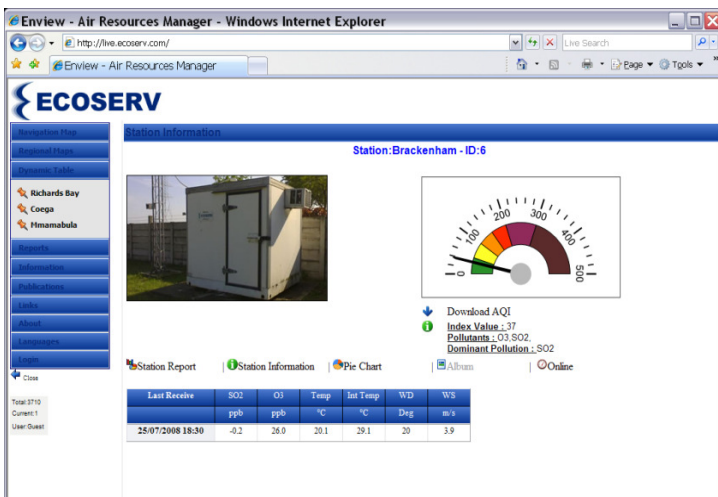 Enview - Air Resources Manager - Windows Internet Explorer
http://live.ecoserv.com/
Live Search
Enview - Air Resources Manager
Page
Tools
ECOSERV
Navigation Map
Regional Maps
Dynamic Table
Richards Bay
Coega
Mmamabula
Reports
Information
Publications
Links
About
Languages
Login
Close
Total:3710
Current:1
User:Guest
Station Information
Station:Brackenham - ID:6
0 100 200 300 400 500
Download AQI
Index Value : 37
Pollutants : O3,SO2,
Dominant Pollution : SO2
Station Report | Station Information | Pie Chart | Album | Online
Last Receive SO2 O3 Temp Int Temp WD WS
ppb ppb °C °C Deg m/s
25/07/2008 18:30 -0.2 26.0 20.1 29.1 20 3.9